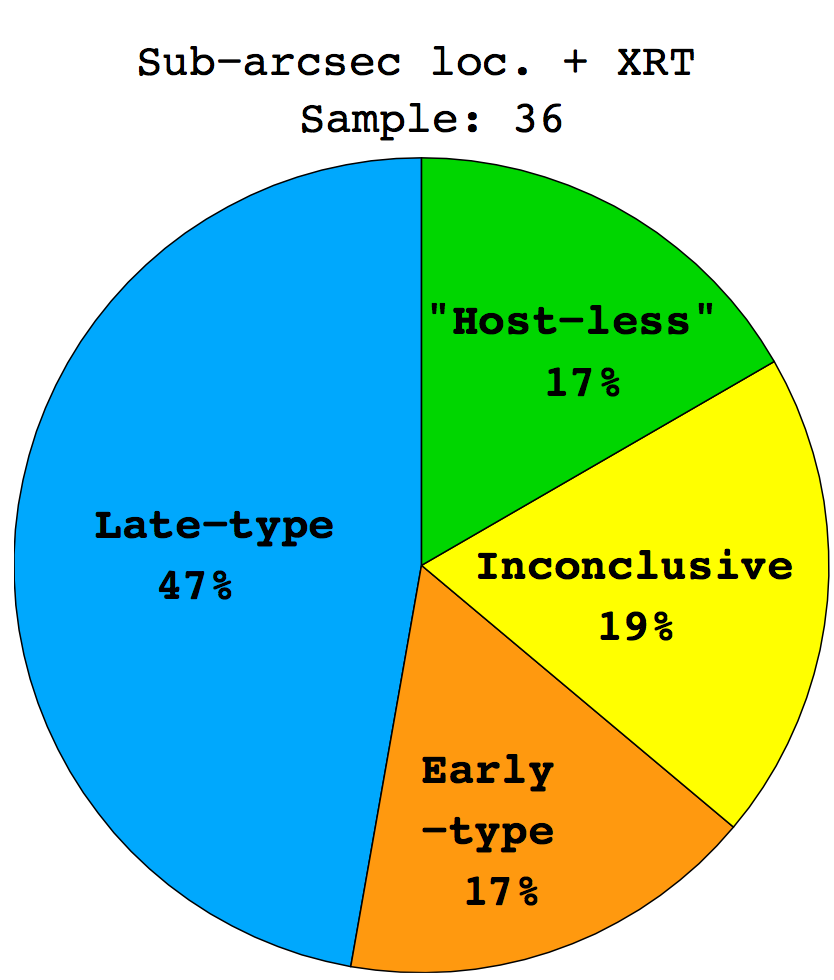 Sub-arcsec loc. + XRT
Sample: 36
"Host-less"
17%
Late-type
47%
Inconclusive
19%
Early
-type
17%